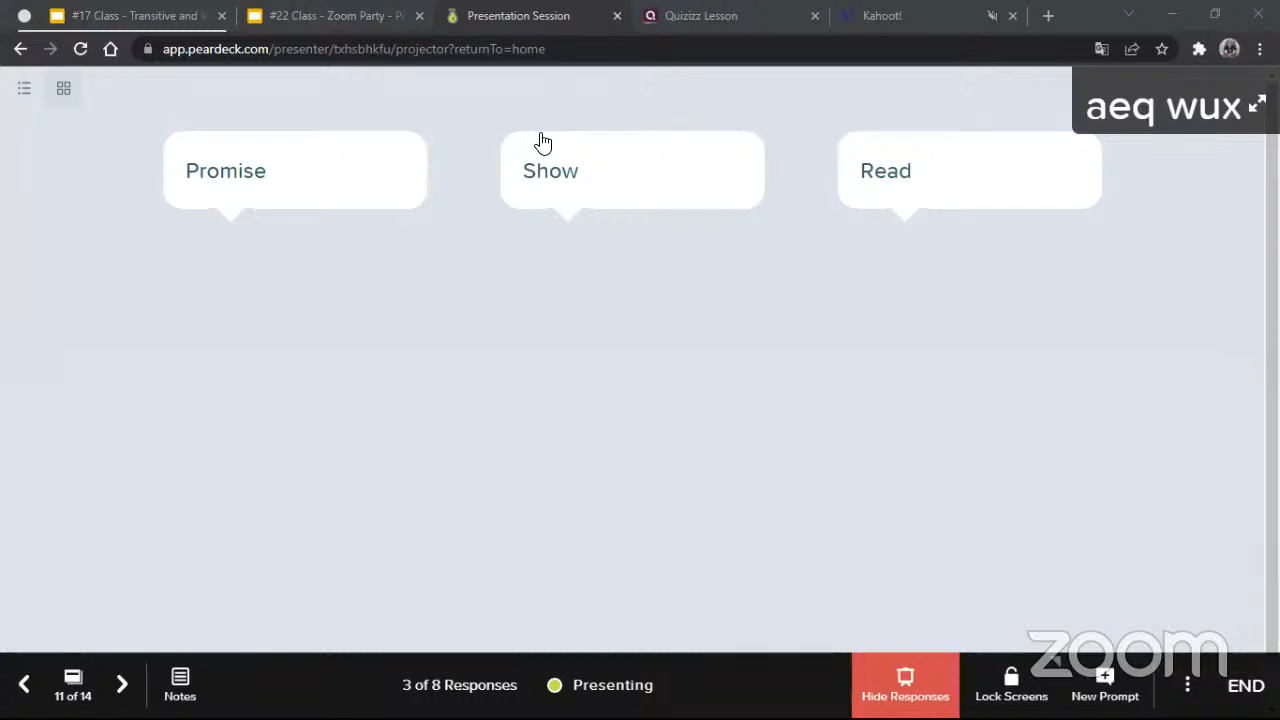 #17 Class - Transitive and
#22 Class - Zoom Party - Pi
Presentation Session
Quizizz Lesson
Kahoot!
app.peardeck.com/presenter/txhsbhkfu/projector?returnTo=home
aeq wux
Promise
Show
Read
zoom
11 of 14
Notes
3 of 8 Responses
Presenting
Hide Responses
Lock Screens
New Prompt
END